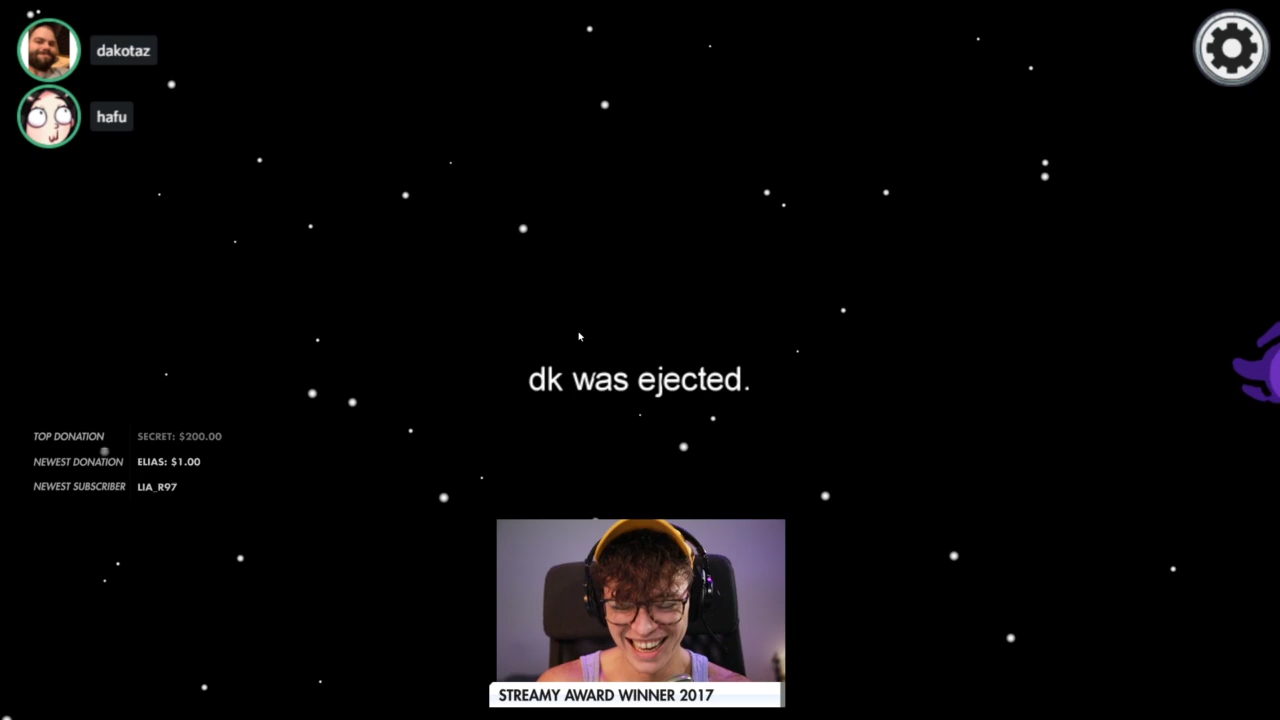 dakotaz
hafu
dk was ejected.
TOP DONATION SECRET: $200.00
NEWEST DONATION ELIAS: $1.00
NEWEST SUBSCRIBER LIA_R97
STREAMY AWARD WINNER 2017